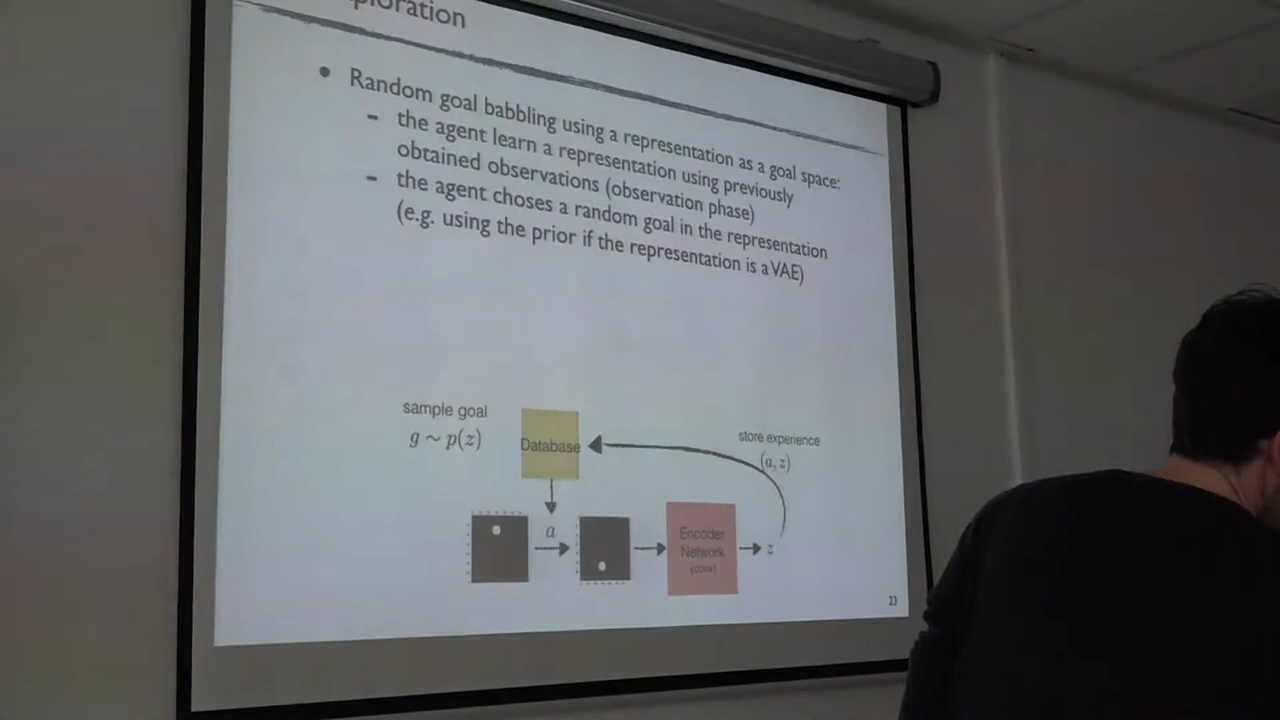 • Random goal babbling using a representation as a goal space:
- the agent learn a representation using previously
obtained observations (observation phase)
- the agent choses a random goal in the representation
(e.g. using the prior if the representation is a VAE)
sample goal
g ~ p(z)
Database
store experience
(a, z)
a
Encoder
Network
(conv)
z
23